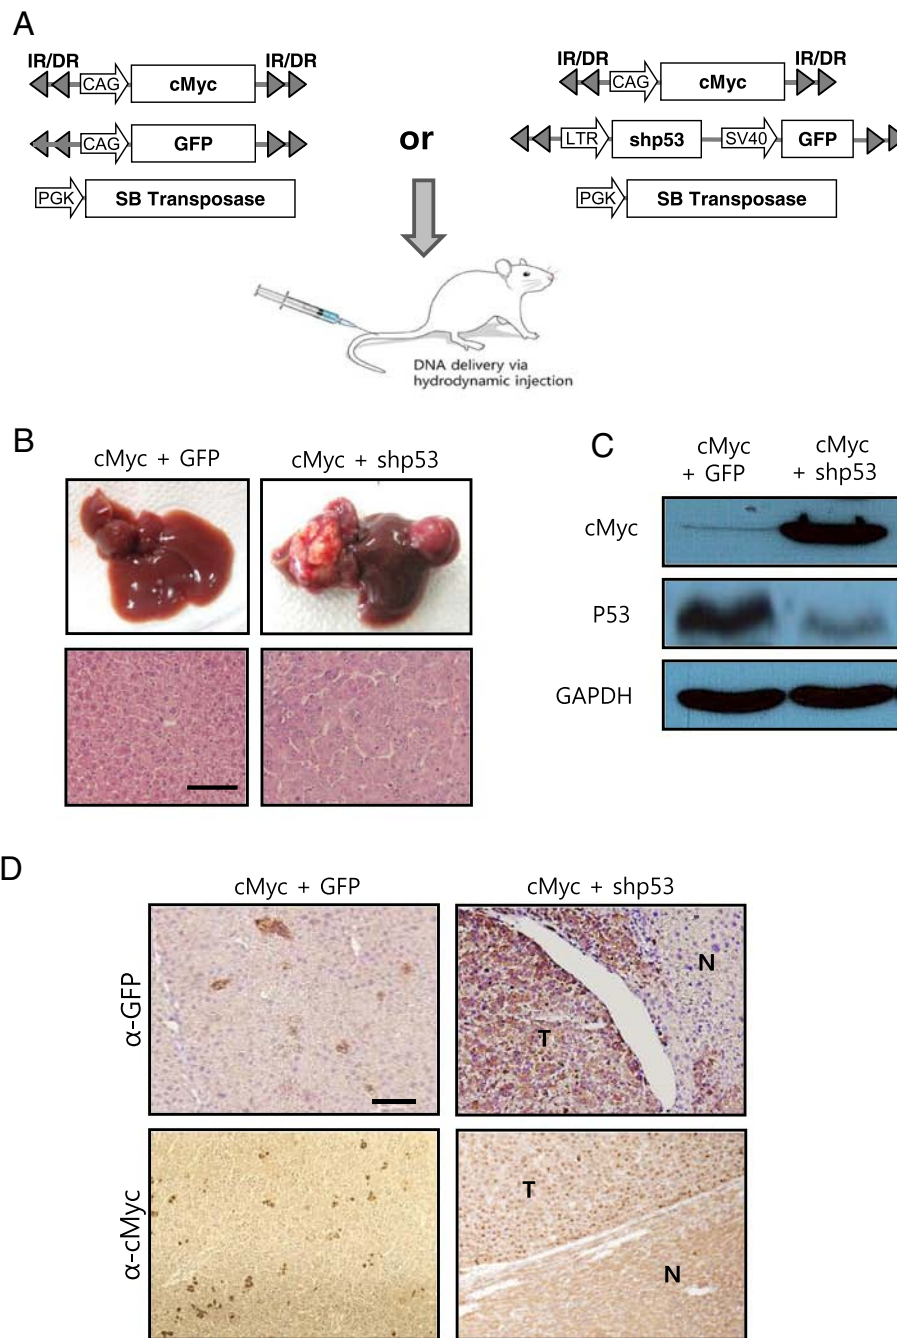 A
IR/DR IR/DR
CAG cMyc
CAG GFP
PGK SB Transposase
or
IR/DR IR/DR
CAG cMyc
LTR shp53 SV40 GFP
PGK SB Transposase
DNA delivery via
hydrodynamic injection
B
cMyc + GFP cMyc + shp53
C
cMyc
+ GFP
cMyc
+ shp53
cMyc
P53
GAPDH
D
cMyc + GFP cMyc + shp53
α-GFP
T
N
α-cMyc
T
N